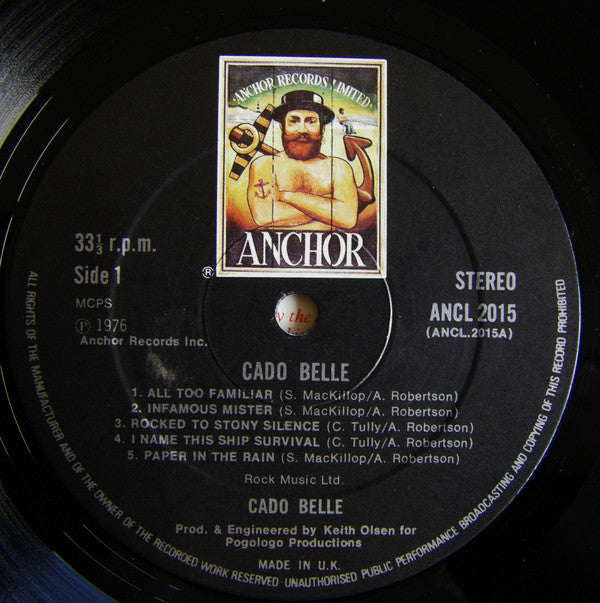 ANCHOR RECORDS LIMITED
ANCHOR
®
33⅓ r.p.m.
Side 1
MCPS
Ⓟ 1976
Anchor Records Inc.
STEREO
ANCL 2015
(ANCL.2015A)
the
CADO BELLE
1. ALL TOO FAMILIAR (S. MacKillop/A. Robertson)
2. INFAMOUS MISTER (S. MacKillop/A. Robertson)
3. ROCKED TO STONY SILENCE (C. Tully/A. Robertson)
4. I NAME THIS SHIP SURVIVAL (C. Tully/A. Robertson)
5. PAPER IN THE RAIN (S. MacKillop/A. Robertson)
Rock Music Ltd.
CADO BELLE
Prod. & Engineered by Keith Olsen for
Pogologo Productions
MADE IN U.K.
ALL RIGHTS OF THE MANUFACTURER AND OF THE OWNER OF THE RECORDED WORK RESERVED · UNAUTHORISED PUBLIC PERFORMANCE BROADCASTING AND COPYING OF THIS RECORD PROHIBITED